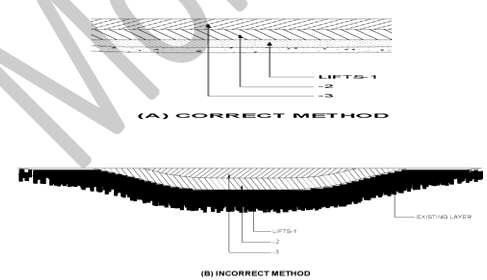 LIFTS-1
-2
-3
(A) CORRECT METHOD
EXISTING LAYER
LIFTS-1
-2
-3
(B) INCORRECT METHOD